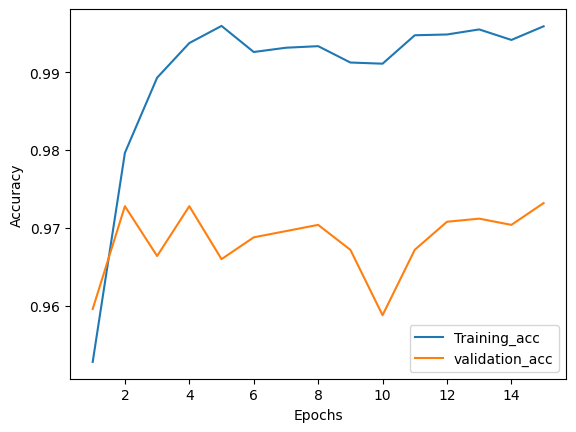 0.99
0.98
0.97
0.96
Accuracy
2 4 6 8 10 12 14
Epochs
Training_acc
validation_acc